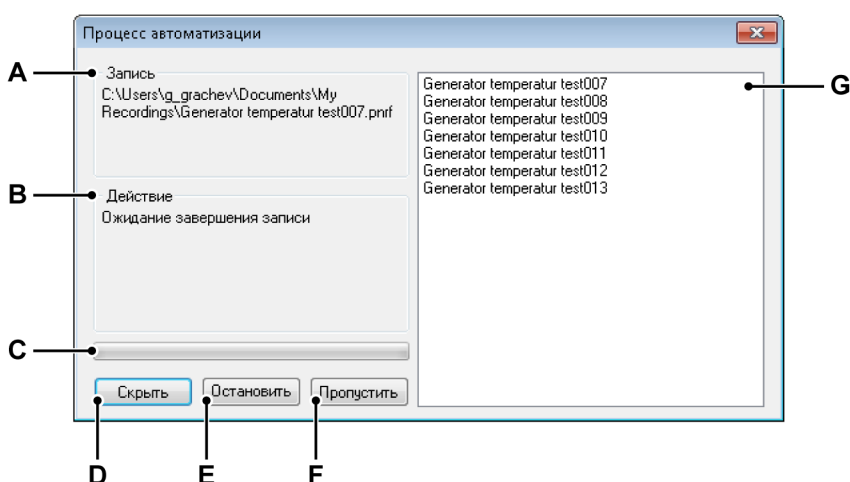 Процесс автоматизации
A
Запись
C:\Users\g_grachev\Documents\My
Recordings\Generator temperatur test007.pnrf
B
Действие
Ожидание завершения записи
C
Скрыть
Остановить
Пропустить
D
E
F
Generator temperatur test007
Generator temperatur test008
Generator temperatur test009
Generator temperatur test010
Generator temperatur test011
Generator temperatur test012
Generator temperatur test013
G